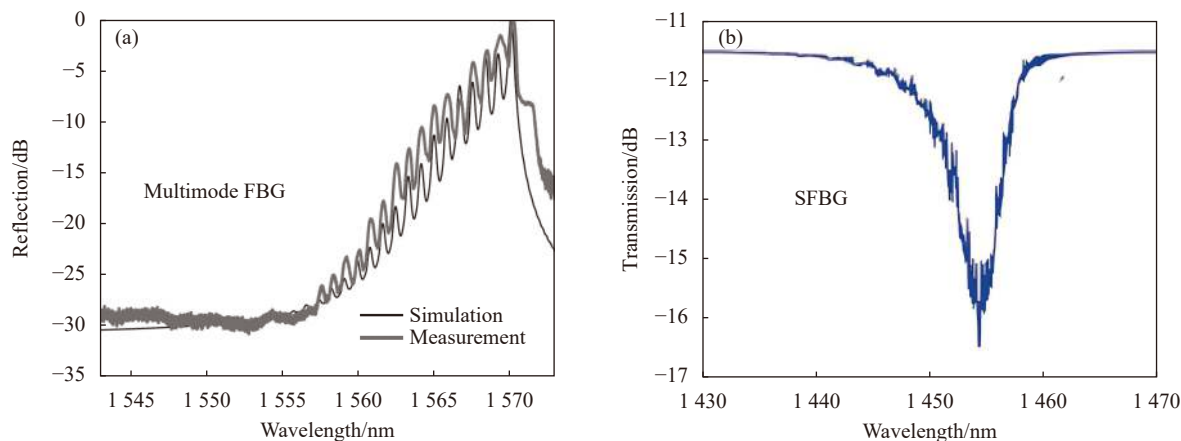 (a)
0
−5
−10
−15
−20
−25
−30
−35
Reflection/dB
Multimode FBG
Simulation
Measurement
1 545 1 550 1 555 1 560 1 565 1 570
Wavelength/nm
(b)
−11
−12
−13
−14
−15
−16
−17
Transmission/dB
SFBG
1 430 1 440 1 450 1 460 1 470
Wavelength/nm